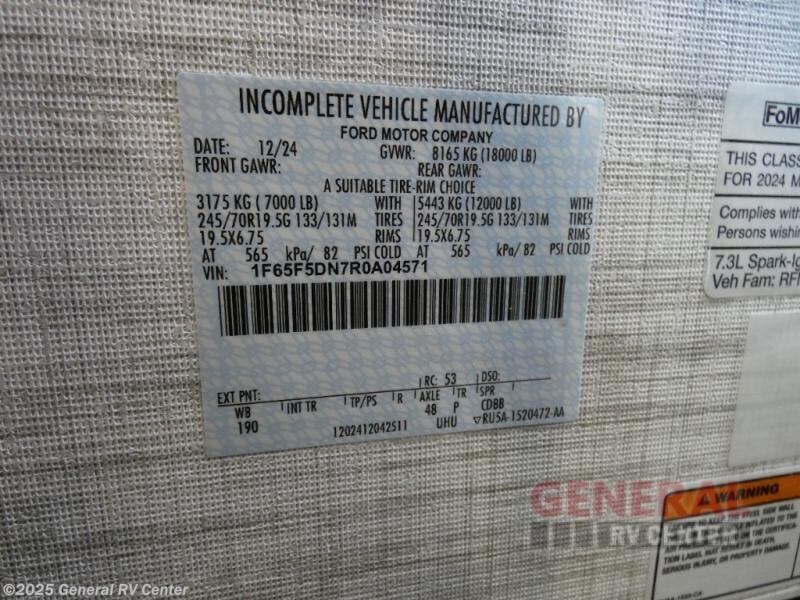 INCOMPLETE VEHICLE MANUFACTURED BY
FORD MOTOR COMPANY
DATE: 12/24 GVWR: 8165 KG (18000 LB)
FRONT GAWR: REAR GAWR:
A SUITABLE TIRE-RIM CHOICE
3175 KG ( 7000 LB) WITH 5443 KG (12000 LB) WITH
245/70R19.5G 133/131M TIRES 245/70R19.5G 133/131M TIRES
19.5X6.75 RIMS 19.5X6.75 RIMS
AT 565 kPa/ 82 PSI COLD AT 565 kPa/ 82 PSI COLD
VIN: 1F65F5DN7R0A04571
EXT PNT: RC: 53 DSO:
WB INT TR TP/PS R AXLE TR SPR
190 48 P CDBB
1202412042511 UHU ▽RU5A-1520472-AA
FoM
THIS CLASS
FOR 2024 M
Complies with
Persons wishin
7.3L Spark-Ig
Veh Fam: RF
WARNING
SERIOUS INJURY, OR PROPERTY
GENERAL
RV CENTER
©2025 General RV Center